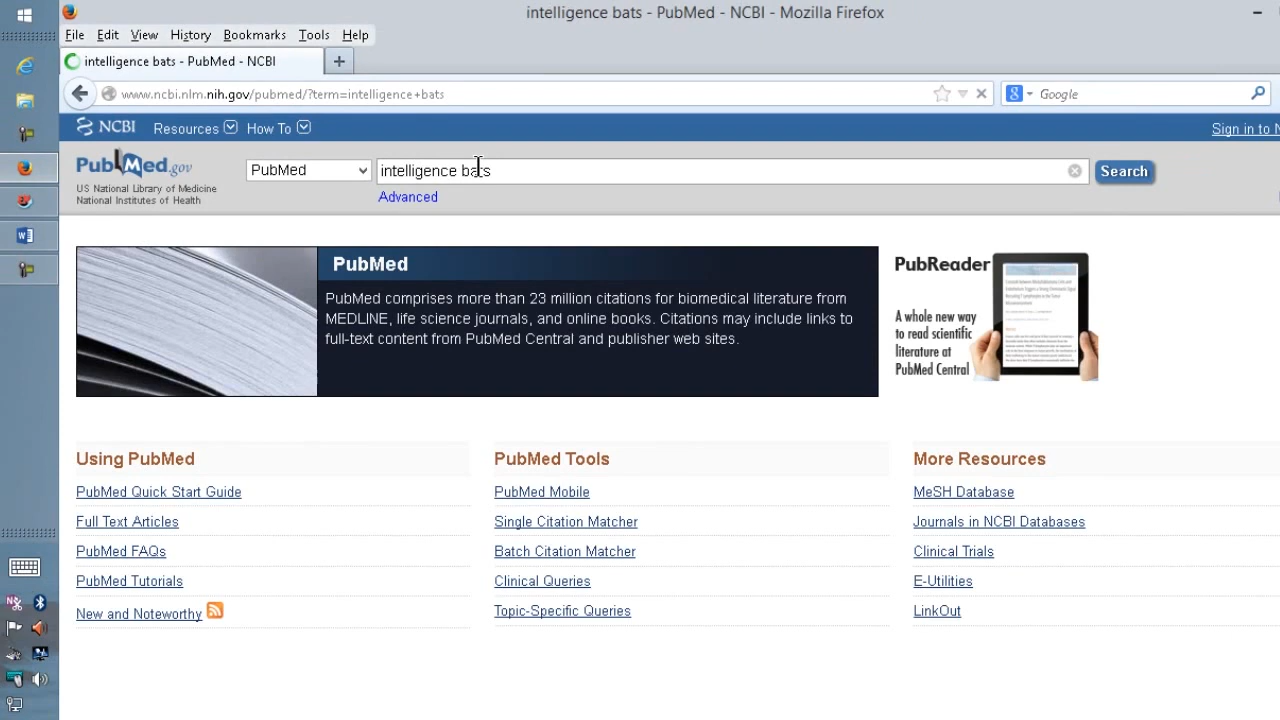 intelligence bats - PubMed - NCBI - Mozilla Firefox
File Edit View History Bookmarks Tools Help
intelligence bats - PubMed - NCBI
www.ncbi.nlm.nih.gov/pubmed/?term=intelligence+bats
Google
NCBI Resources How To
Sign in to N
PubMed.gov
US National Library of Medicine
National Institutes of Health
PubMed
intelligence bats
Search
Advanced
PubMed
PubMed comprises more than 23 million citations for biomedical literature from
MEDLINE, life science journals, and online books. Citations may include links to
full-text content from PubMed Central and publisher web sites.
PubReader
A whole new way
to read scientific
literature at
PubMed Central
Using PubMed
PubMed Quick Start Guide
Full Text Articles
PubMed FAQs
PubMed Tutorials
New and Noteworthy
PubMed Tools
PubMed Mobile
Single Citation Matcher
Batch Citation Matcher
Clinical Queries
Topic-Specific Queries
More Resources
MeSH Database
Journals in NCBI Databases
Clinical Trials
E-Utilities
LinkOut